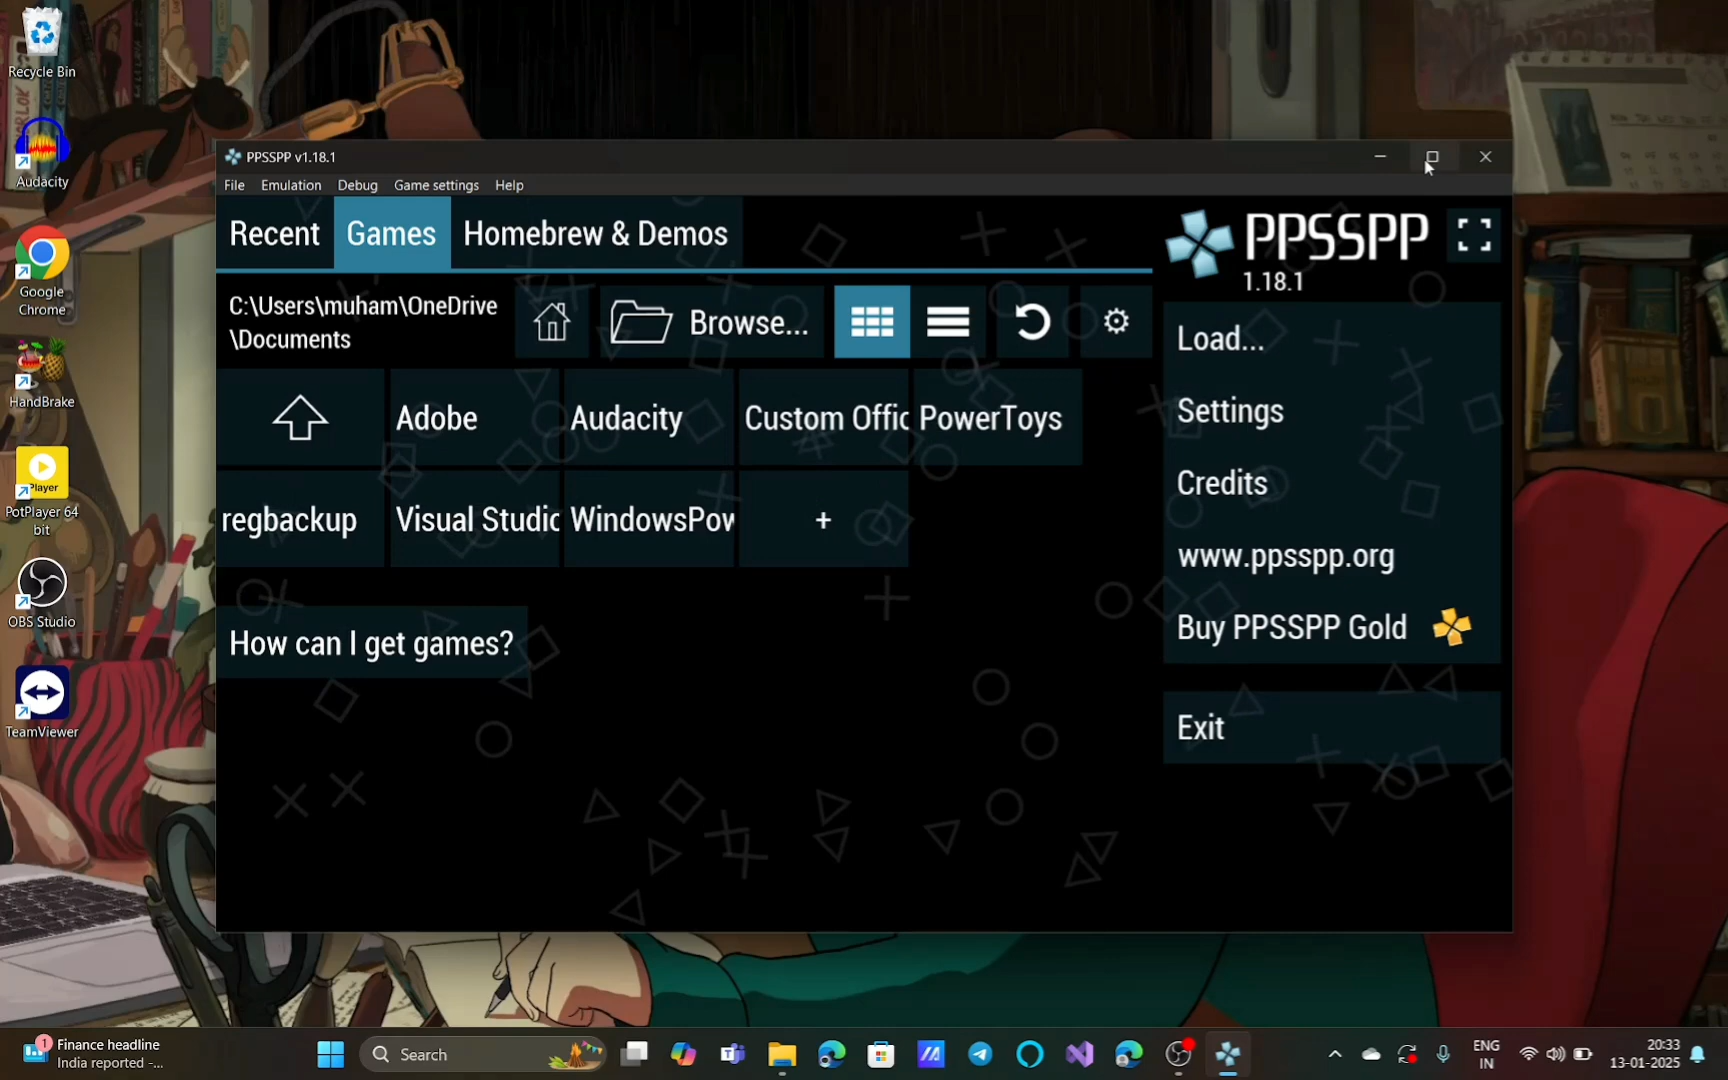 Recycle Bin
Audacity
Google
Chrome
HandBrake
Player
PotPlayer 64
bit
OBS Studio
TeamViewer
PPSSPP v1.18.1
File Emulation Debug Game settings Help
Recent Games Homebrew & Demos
C:\Users\muham\OneDrive
\Documents
Browse...
Adobe Audacity Custom Offic PowerToys
regbackup Visual Studic WindowsPow +
How can I get games?
PPSSPP
1.18.1
Load...
Settings
Credits
www.ppsspp.org
Buy PPSSPP Gold
Exit
1
Finance headline
India reported -...
Search
ENG
IN
20:33
13-01-2025